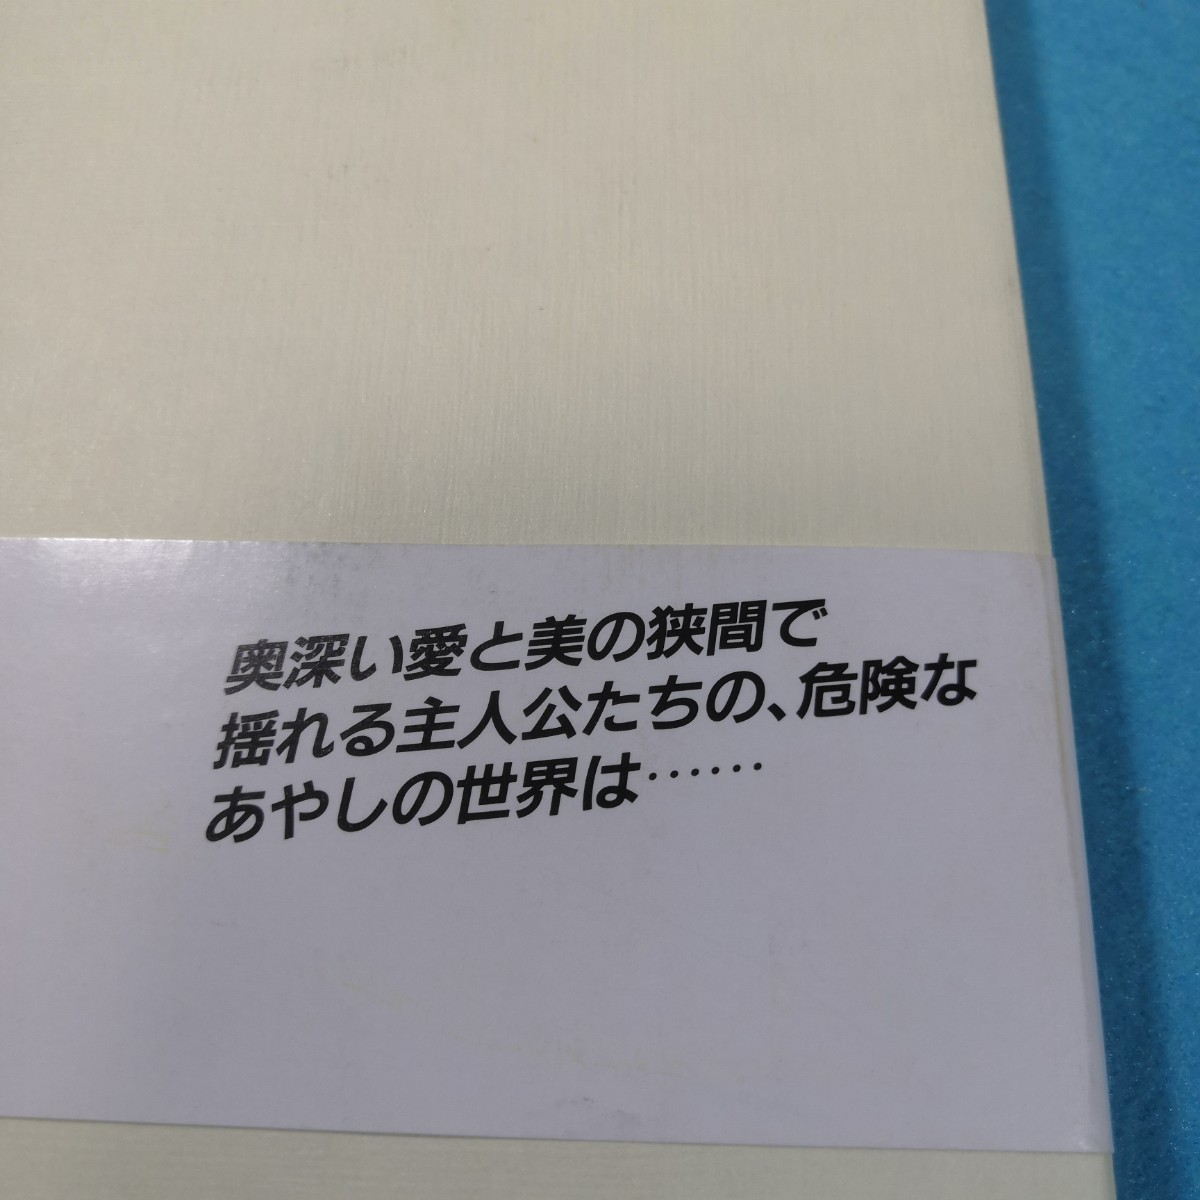 奥深い愛と美の狭間で
揺れる主人公たちの、危険な
あやしの世界は……